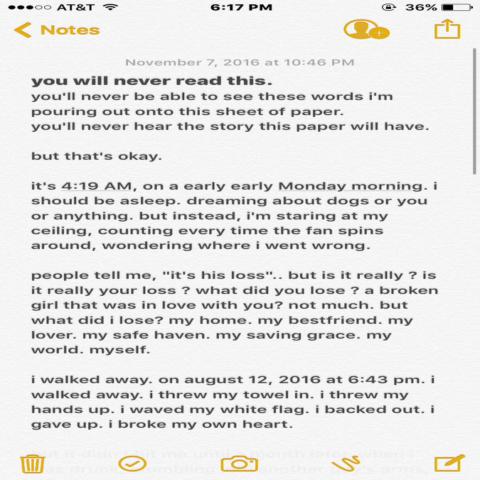 AT&T 6:17 PM 36%
Notes
November 7, 2016 at 10:46 PM
you will never read this.
you'll never be able to see these words i'm
pouring out onto this sheet of paper.
you'll never hear the story this paper will have.
but that's okay.
it's 4:19 AM, on a early early Monday morning. i
should be asleep. dreaming about dogs or you
or anything. but instead, i'm staring at my
ceiling, counting every time the fan spins
around, wondering where i went wrong.
people tell me, "it's his loss".. but is it really ? is
it really your loss ? what did you lose ? a broken
girl that was in love with you? not much. but
what did i lose? my home. my bestfriend. my
lover. my safe haven. my saving grace. my
world. myself.
i walked away. on august 12, 2016 at 6:43 pm. i
walked away. i threw my towel in. i threw my
hands up. i waved my white flag. i backed out. i
gave up. i broke my own heart.